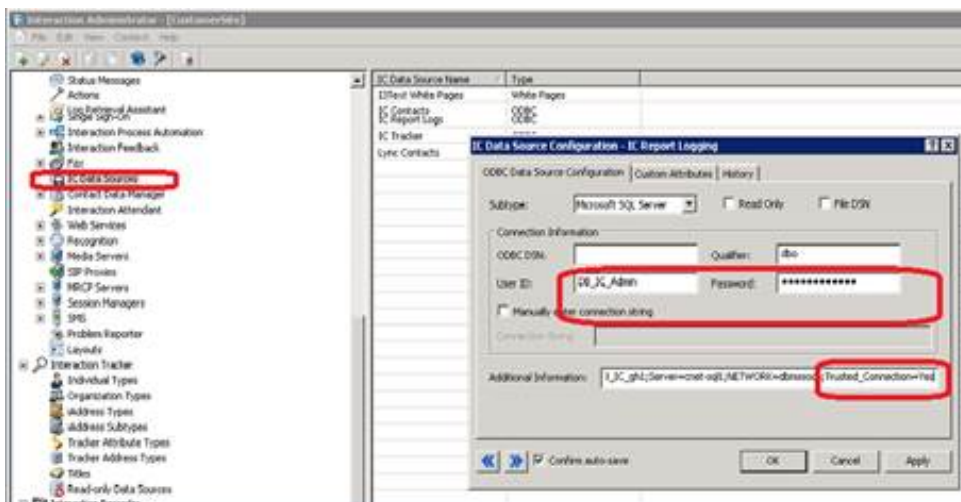 Interaction Administrator - [CustomerSite]
File Edit View Context Help
Status Messages
Actions
Log Retrieval Assistant
Single Sign-On
Interaction Process Automation
Interaction Feedback
Fax
IC Data Sources
Contact Data Manager
Interaction Attendant
Web Services
Recognition
Media Servers
SIP Proxies
MRCP Servers
Session Managers
SMS
Problem Reporter
Layouts
Interaction Tracker
Individual Types
Organization Types
Address Types
Address Subtypes
Tracker Attribute Types
Tracker Address Types
Titles
Read-only Data Sources
IC Data Source Name Type
I3Text White Pages White Pages
IC Contacts ODBC
IC Report Logs ODBC
IC Tracker
Lync Contacts
IC Data Source Configuration - IC Report Logging
ODBC Data Source Configuration Custom Attributes History
Subtype: Microsoft SQL Server Read Only File DSN
Connection Information
ODBC DSN: Qualifier: dbo
User ID: DB_IC_Admin Password: ************
Manually enter connection string
Connection String:
Additional Information: ;Trusted_Connection=Yes
Confirm auto-save OK Cancel Apply